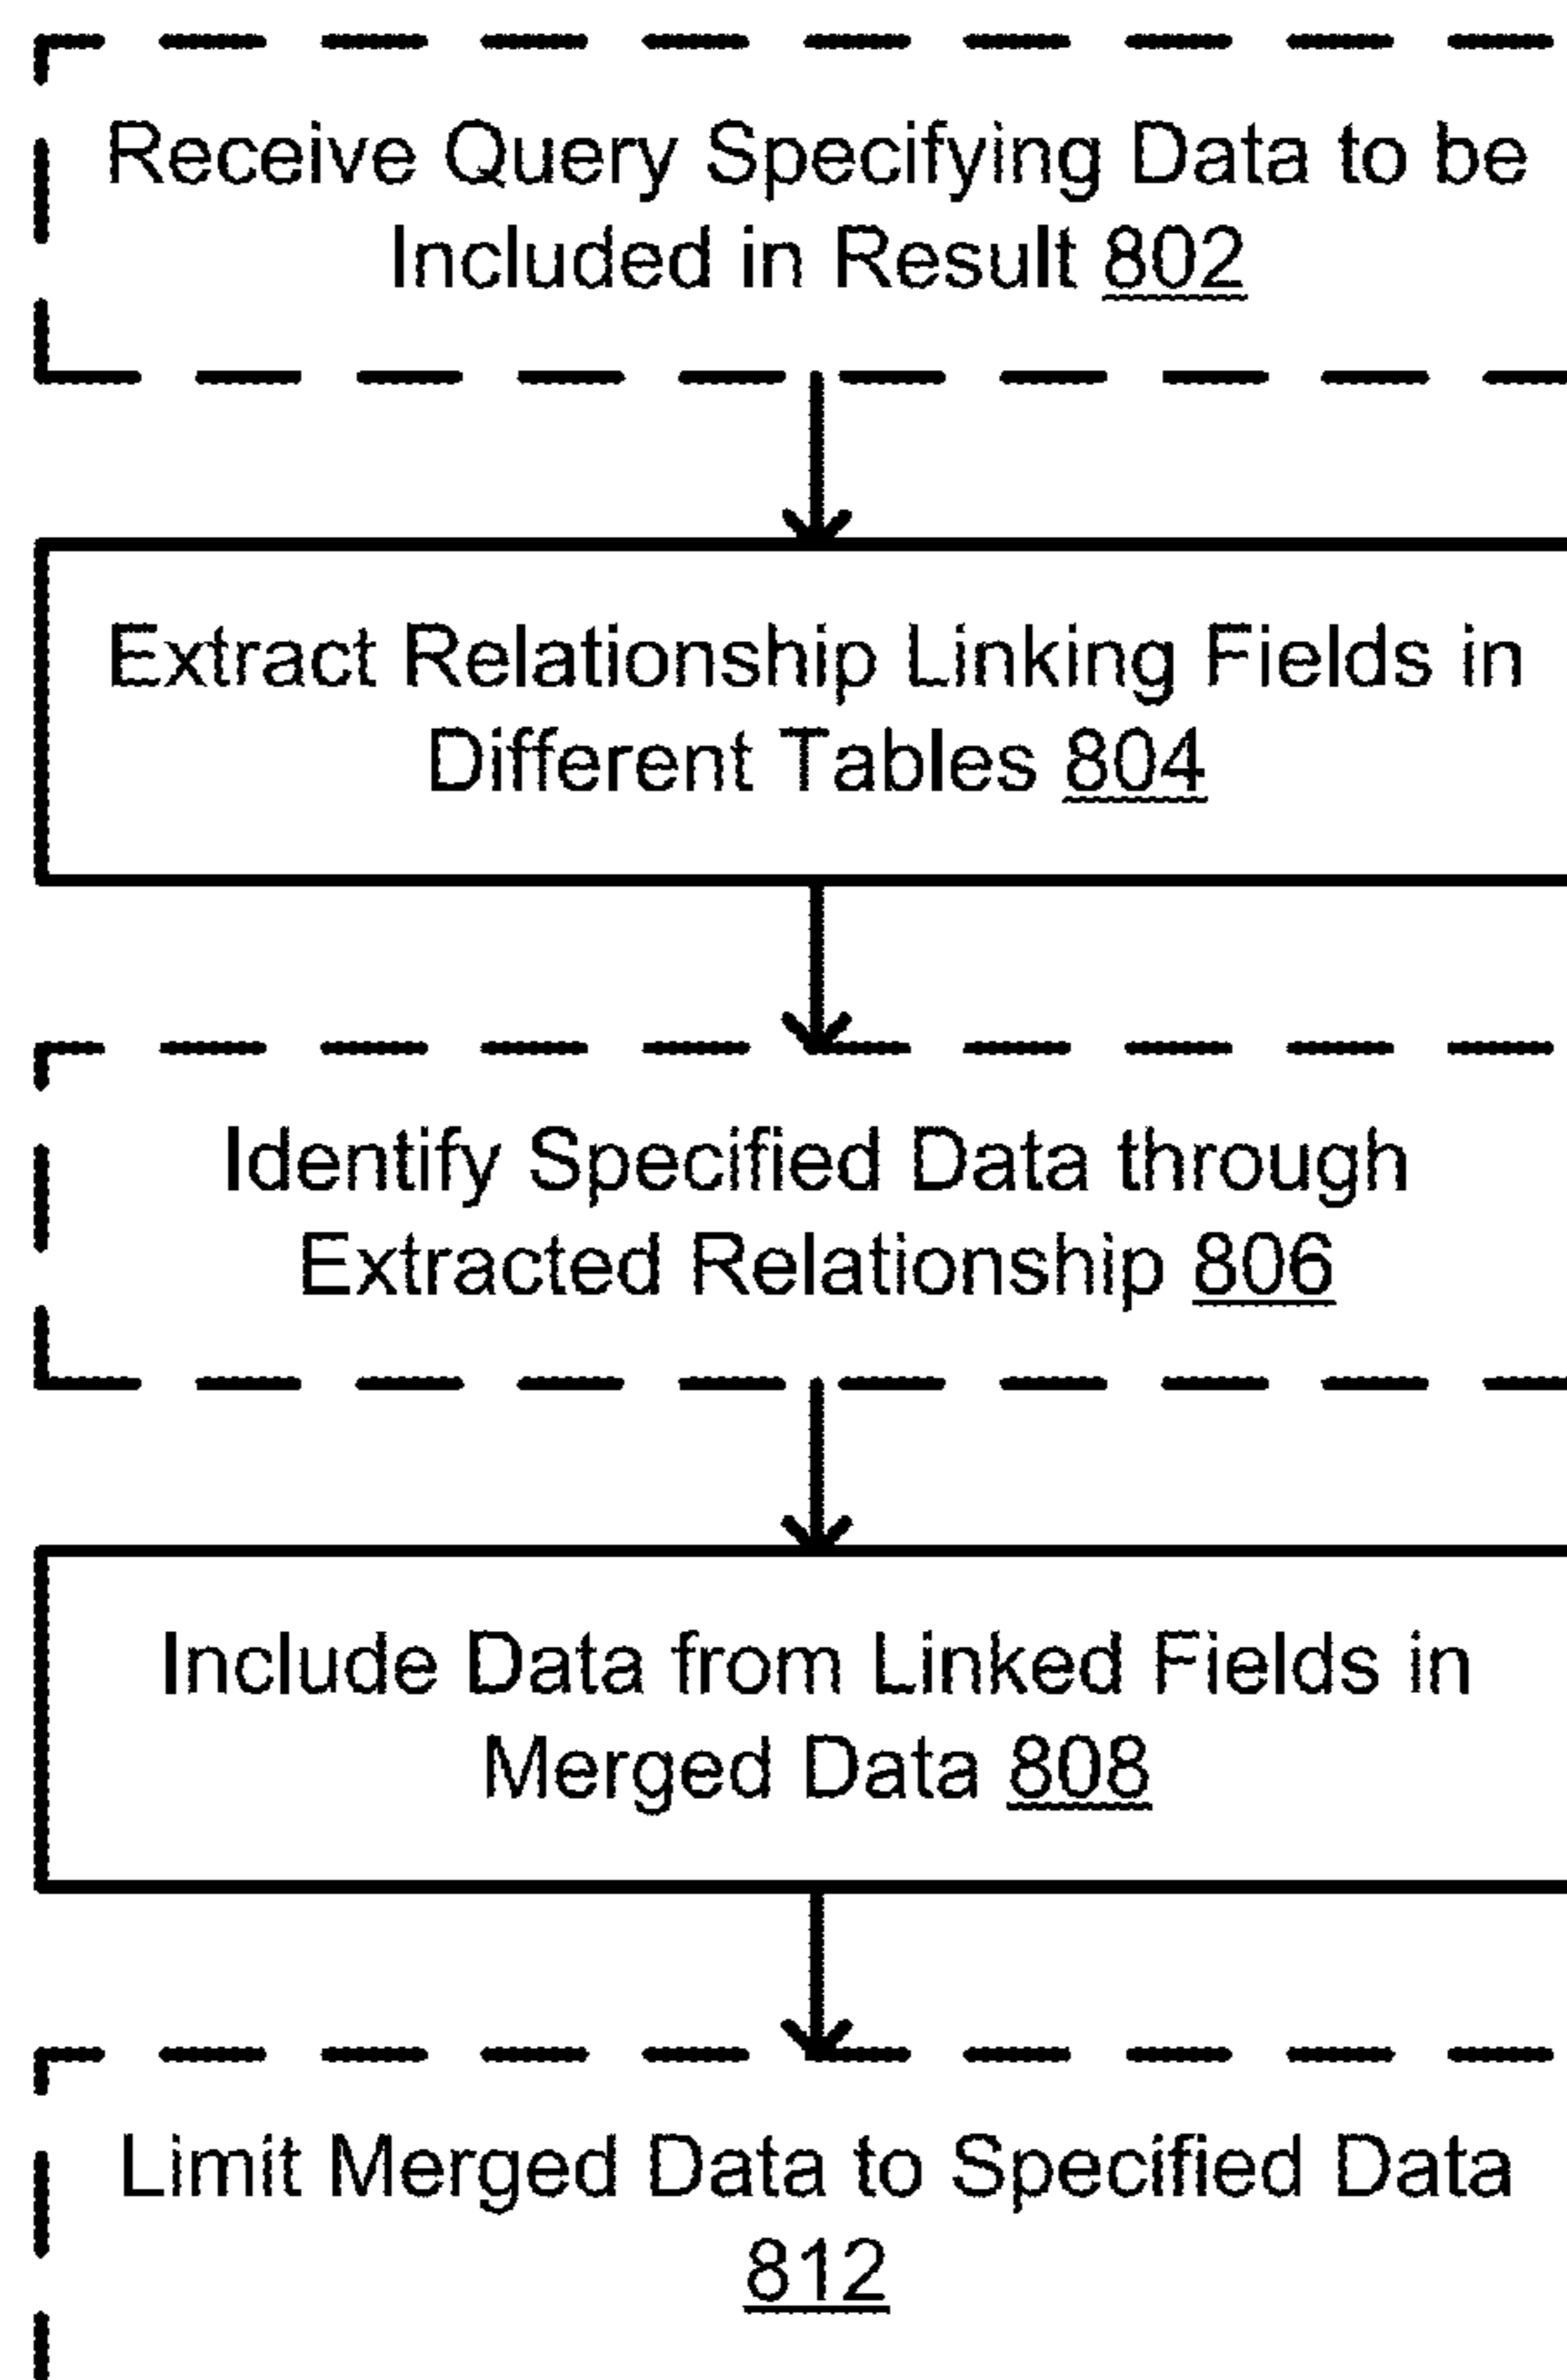 Receive Query Specifying Data to be
Included in Result 802
Extract Relationship Linking Fields in
Different Tables 804
Identify Specified Data through
Extracted Relationship 806
Include Data from Linked Fields in
Merged Data 808
Limit Merged Data to Specified Data
812